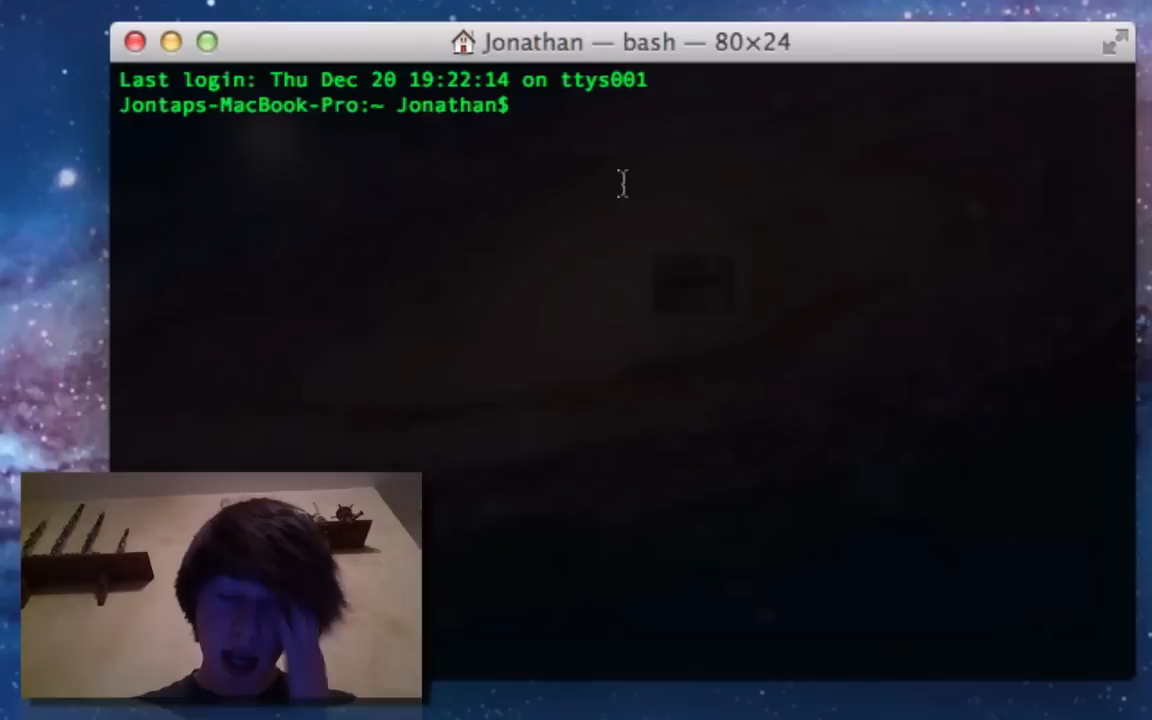 Jonathan — bash — 80×24
Last login: Thu Dec 20 19:22:14 on ttys001
Jontaps-MacBook-Pro:~ Jonathan$